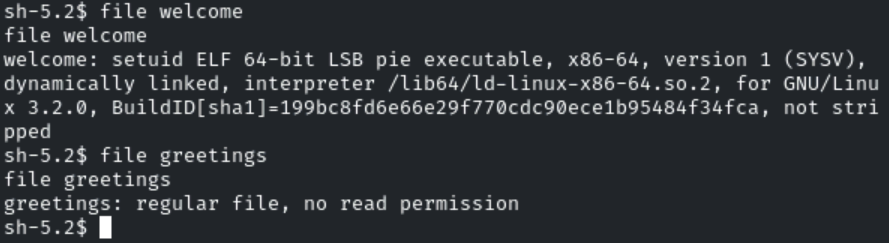 sh-5.2$ file welcome
file welcome
welcome: setuid ELF 64-bit LSB pie executable, x86-64, version 1 (SYSV),
dynamically linked, interpreter /lib64/ld-linux-x86-64.so.2, for GNU/Linu
x 3.2.0, BuildID[sha1]=199bc8fd6e66e29f770cdc90ece1b95484f34fca, not stri
pped
sh-5.2$ file greetings
file greetings
greetings: regular file, no read permission
sh-5.2$